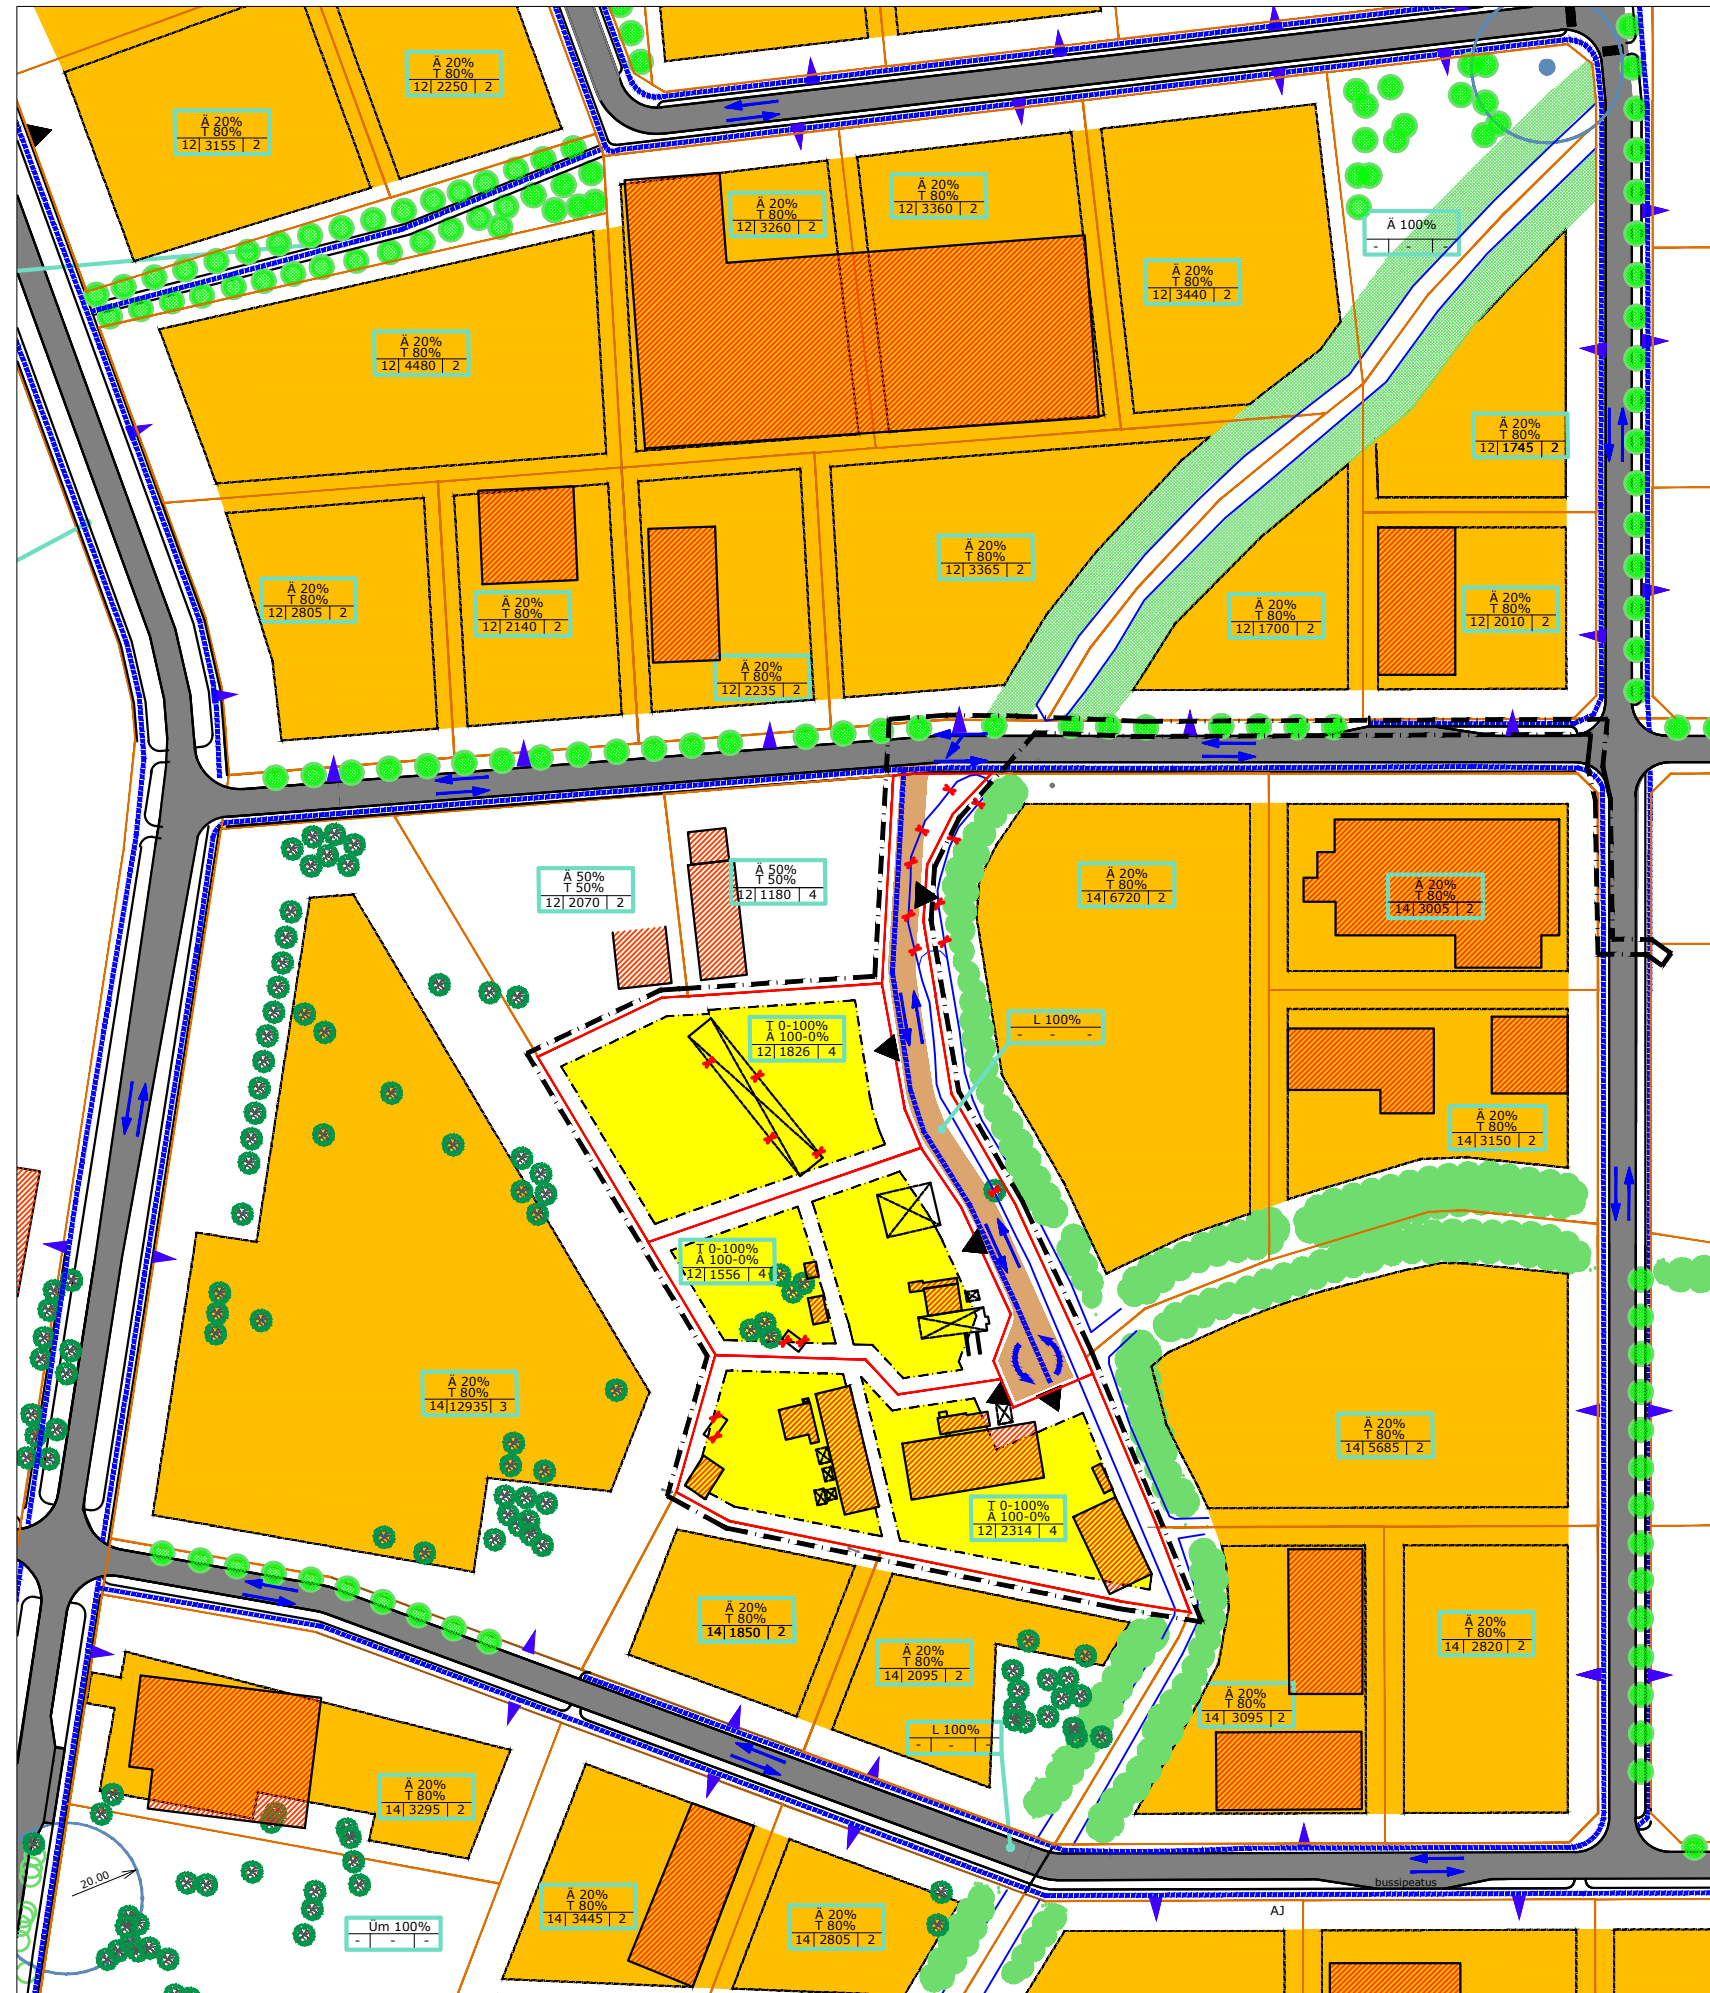 Ä 20%
T 80%
12 2250 2
Ä 20%
T 80%
12 3155 2
Ä 20%
T 80%
12 3260 2
Ä 20%
T 80%
12 3360 2
Ä 100%
- - -
Ä 20%
T 80%
12 3440 2
Ä 20%
T 80%
12 4480 2
Ä 20%
T 80%
12 1745 2
Ä 20%
T 80%
12 3365 2
Ä 20%
T 80%
12 2805 2
Ä 20%
T 80%
12 2140 2
Ä 20%
T 80%
12 1700 2
Ä 20%
T 80%
12 2010 2
Ä 20%
T 80%
12 2235 2
Ä 50%
T 50%
12 2070 2
Ä 50%
T 50%
12 1180 4
Ä 20%
T 80%
14 6720 2
Ä 20%
T 80%
14 3005 2
T 0-100%
Ä 100-0%
12 1826 4
L 100%
- - -
Ä 20%
T 80%
14 3150 2
T 0-100%
Ä 100-0%
12 1556 4
Ä 20%
T 80%
14 12935 3
Ä 20%
T 80%
14 5685 2
T 0-100%
Ä 100-0%
12 2314 4
Ä 20%
T 80%
14 1850 2
Ä 20%
T 80%
14 2095 2
Ä 20%
T 80%
14 2820 2
Ä 20%
T 80%
14 3095 2
L 100%
- - -
Ä 20%
T 80%
14 3295 2
20.00
bussipeatus
Ä 20%
T 80%
14 3445 2
Ä 20%
T 80%
14 2805 2
AJ
Üm 100%
- - -